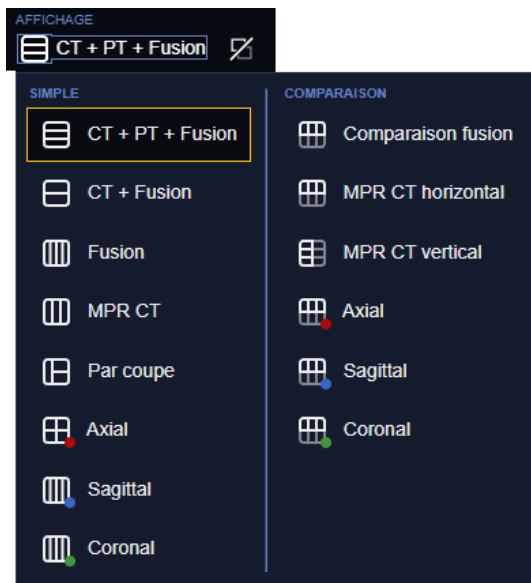 AFFICHAGE
CT + PT + Fusion
SIMPLE
CT + PT + Fusion
CT + Fusion
Fusion
MPR CT
Par coupe
Axial
Sagittal
Coronal
COMPARAISON
Comparaison fusion
MPR CT horizontal
MPR CT vertical
Axial
Sagittal
Coronal